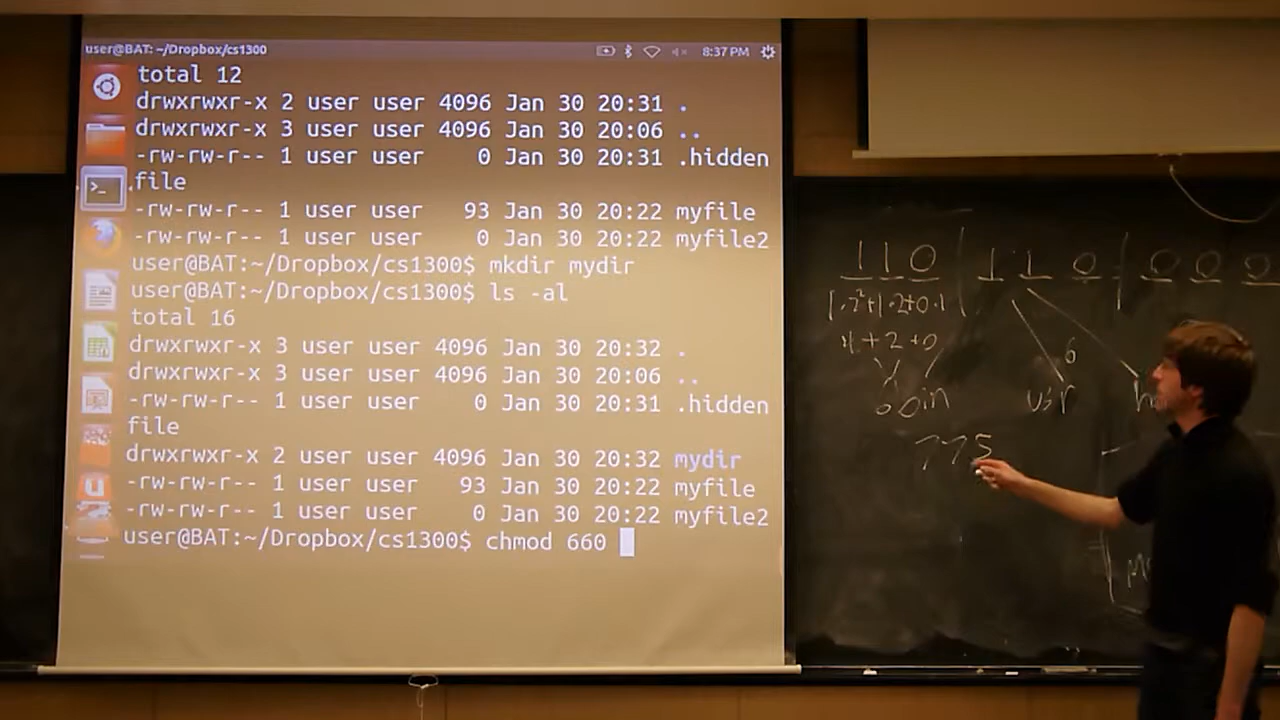 user@BAT: ~/Dropbox/cs1300 8:37 PM
total 12
drwxrwxr-x 2 user user 4096 Jan 30 20:31 .
drwxrwxr-x 3 user user 4096 Jan 30 20:06 ..
-rw-rw-r-- 1 user user 0 Jan 30 20:31 .hidden
file
-rw-rw-r-- 1 user user 93 Jan 30 20:22 myfile
-rw-rw-r-- 1 user user 0 Jan 30 20:22 myfile2
user@BAT:~/Dropbox/cs1300$ mkdir mydir
user@BAT:~/Dropbox/cs1300$ ls -al
total 16
drwxrwxr-x 3 user user 4096 Jan 30 20:32 .
drwxrwxr-x 3 user user 4096 Jan 30 20:06 ..
-rw-rw-r-- 1 user user 0 Jan 30 20:31 .hidden
file
drwxrwxr-x 2 user user 4096 Jan 30 20:32 mydir
-rw-rw-r-- 1 user user 93 Jan 30 20:22 myfile
-rw-rw-r-- 1 user user 0 Jan 30 20:22 myfile2
user@BAT:~/Dropbox/cs1300$ chmod 660
110 | 110 | 000
1·2²+1·2+0·1
4+2+0
6
bin usr
775